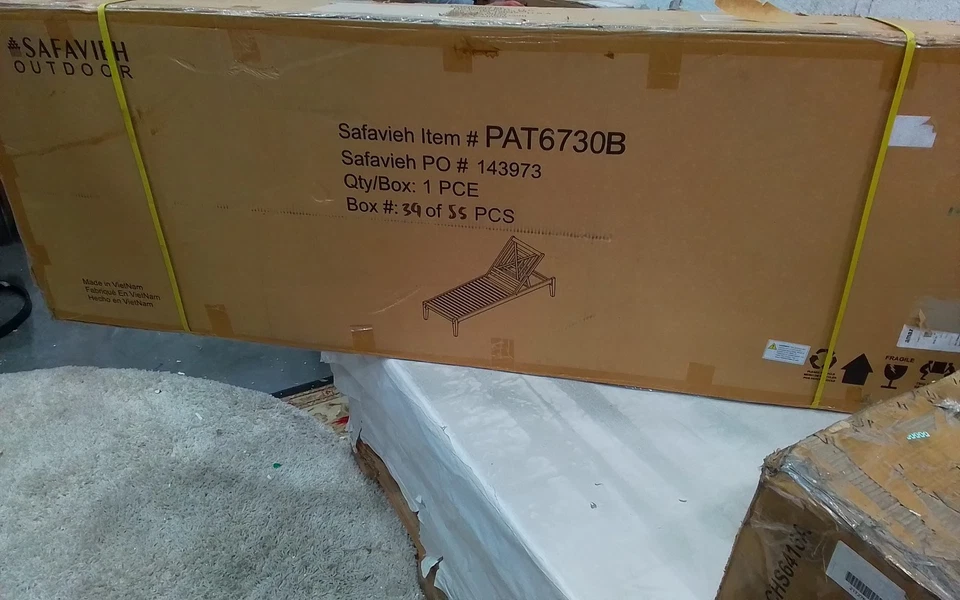 SAFAVIEH
OUTDOOR
Safavieh Item # PAT6730B
Safavieh PO # 143973
Qty/Box: 1 PCE
Box #: 39 of 55 PCS
Made in VietNam
Fabriqué En VietNam
Hecho en VietNam
FRAGILE